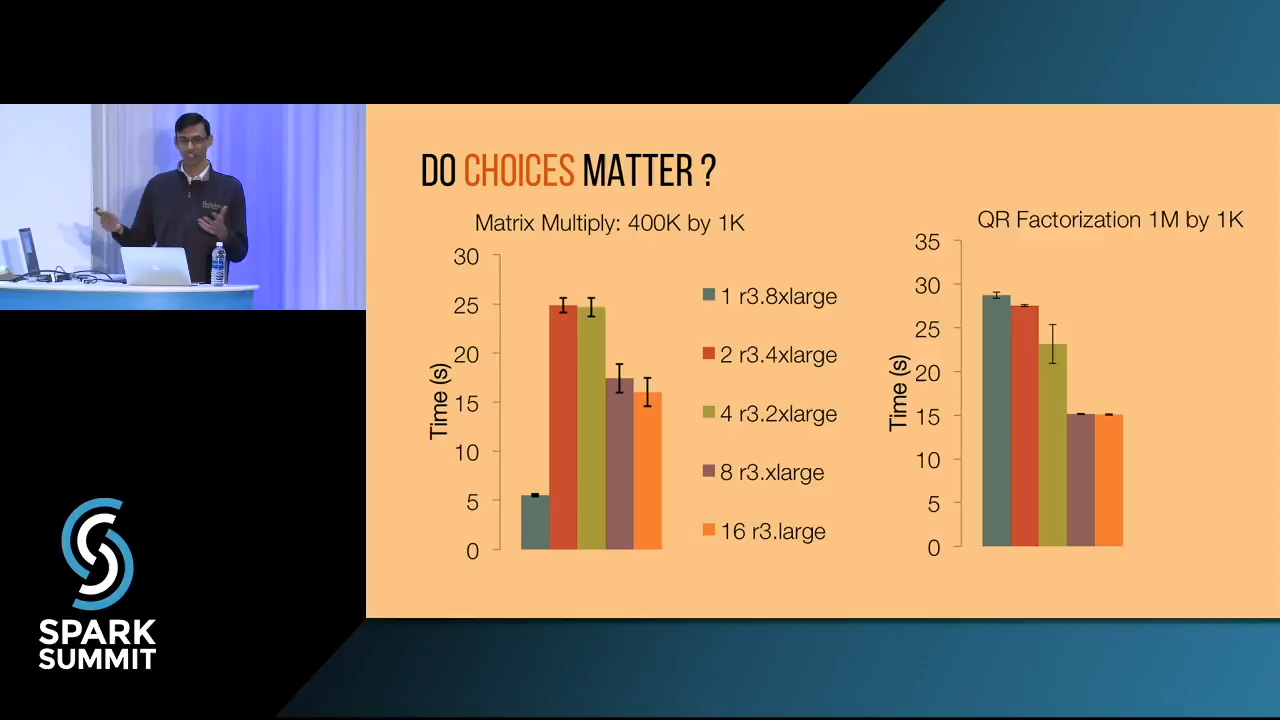 DO CHOICES MATTER ?
Matrix Multiply: 400K by 1K
30
25
20
15
10
5
0
Time (s)
1 r3.8xlarge
2 r3.4xlarge
4 r3.2xlarge
8 r3.xlarge
16 r3.large
QR Factorization 1M by 1K
35
30
25
20
15
10
5
0
Time (s)
SPARK
SUMMIT